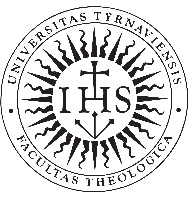 UNIVERSITAS TYRNAVIENSIS
IHS
FACULTAS THEOLOGICA